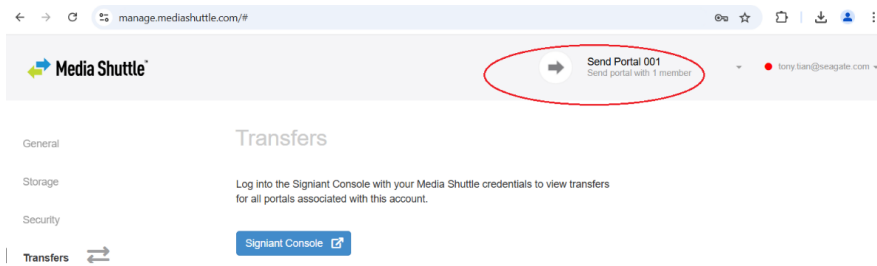 manage.mediashuttle.com/#
Media Shuttle
Send Portal 001
Send portal with 1 member
tony.tian@seagate.com
General
Transfers
Storage
Log into the Signiant Console with your Media Shuttle credentials to view transfers
for all portals associated with this account.
Security
Signiant Console
Transfers